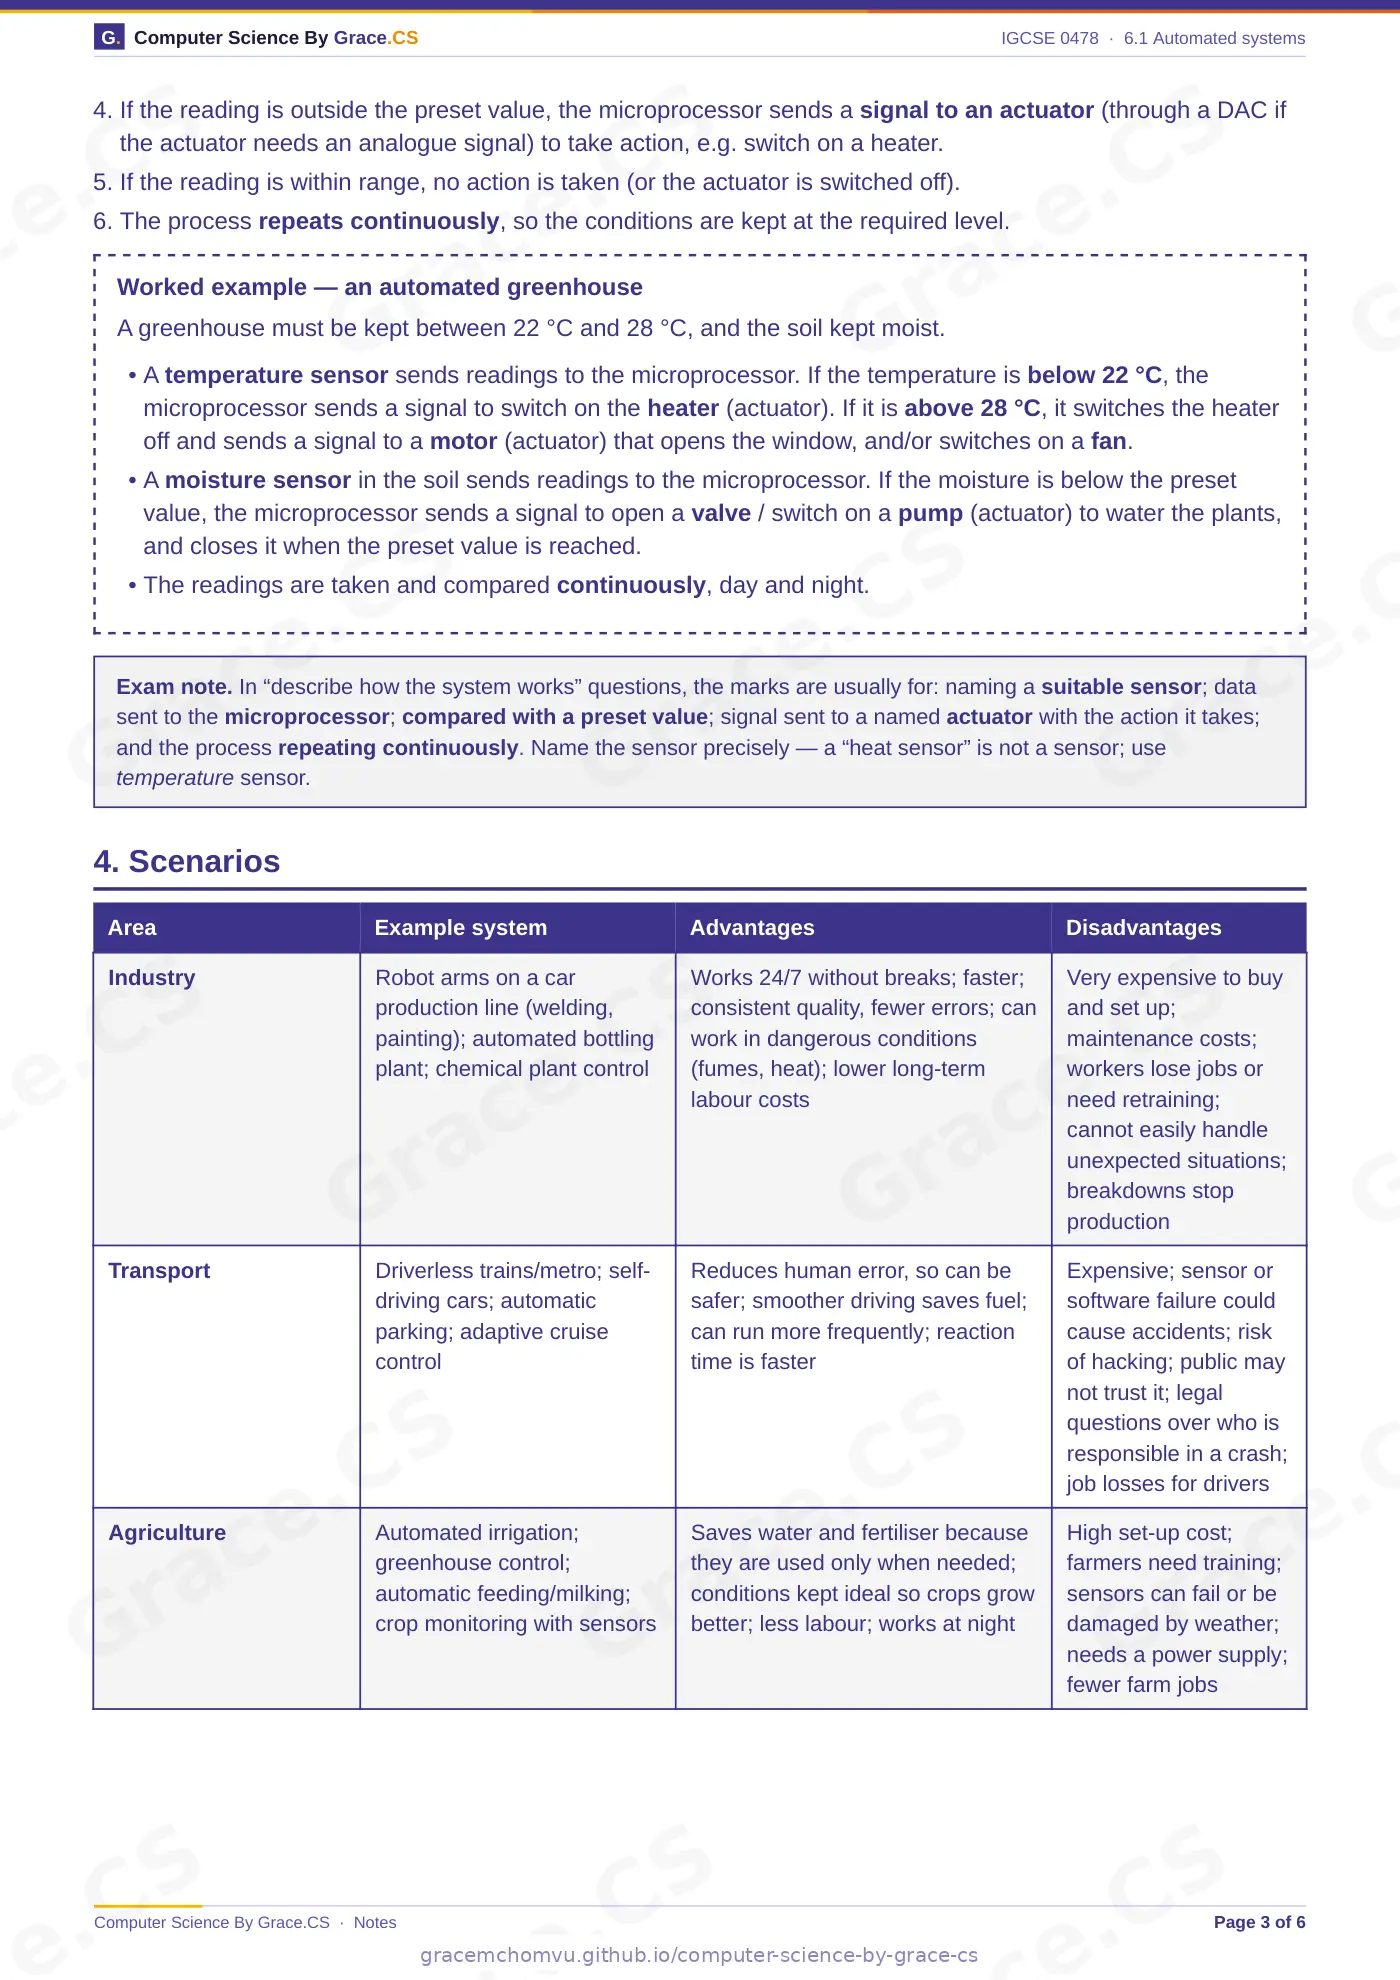 G. Computer Science By Grace.CS
IGCSE 0478 · 6.1 Automated systems
4. If the reading is outside the preset value, the microprocessor sends a signal to an actuator (through a DAC if
the actuator needs an analogue signal) to take action, e.g. switch on a heater.
5. If the reading is within range, no action is taken (or the actuator is switched off).
6. The process repeats continuously, so the conditions are kept at the required level.
Worked example — an automated greenhouse
A greenhouse must be kept between 22 °C and 28 °C, and the soil kept moist.
• A temperature sensor sends readings to the microprocessor. If the temperature is below 22 °C, the
microprocessor sends a signal to switch on the heater (actuator). If it is above 28 °C, it switches the heater
off and sends a signal to a motor (actuator) that opens the window, and/or switches on a fan.
• A moisture sensor in the soil sends readings to the microprocessor. If the moisture is below the preset
value, the microprocessor sends a signal to open a valve / switch on a pump (actuator) to water the plants,
and closes it when the preset value is reached.
• The readings are taken and compared continuously, day and night.
Exam note. In “describe how the system works” questions, the marks are usually for: naming a suitable sensor; data
sent to the microprocessor; compared with a preset value; signal sent to a named actuator with the action it takes;
and the process repeating continuously. Name the sensor precisely — a “heat sensor” is not a sensor; use
temperature sensor.
4. Scenarios
Area
Example system
Advantages
Disadvantages
Industry
Robot arms on a car
production line (welding,
painting); automated bottling
plant; chemical plant control
Works 24/7 without breaks; faster;
consistent quality, fewer errors; can
work in dangerous conditions
(fumes, heat); lower long-term
labour costs
Very expensive to buy
and set up;
maintenance costs;
workers lose jobs or
need retraining;
cannot easily handle
unexpected situations;
breakdowns stop
production
Transport
Driverless trains/metro; self-
driving cars; automatic
parking; adaptive cruise
control
Reduces human error, so can be
safer; smoother driving saves fuel;
can run more frequently; reaction
time is faster
Expensive; sensor or
software failure could
cause accidents; risk
of hacking; public may
not trust it; legal
questions over who is
responsible in a crash;
job losses for drivers
Agriculture
Automated irrigation;
greenhouse control;
automatic feeding/milking;
crop monitoring with sensors
Saves water and fertiliser because
they are used only when needed;
conditions kept ideal so crops grow
better; less labour; works at night
High set-up cost;
farmers need training;
sensors can fail or be
damaged by weather;
needs a power supply;
fewer farm jobs
Computer Science By Grace.CS · Notes
Page 3 of 6
gracemchomvu.github.io/computer-science-by-grace-cs